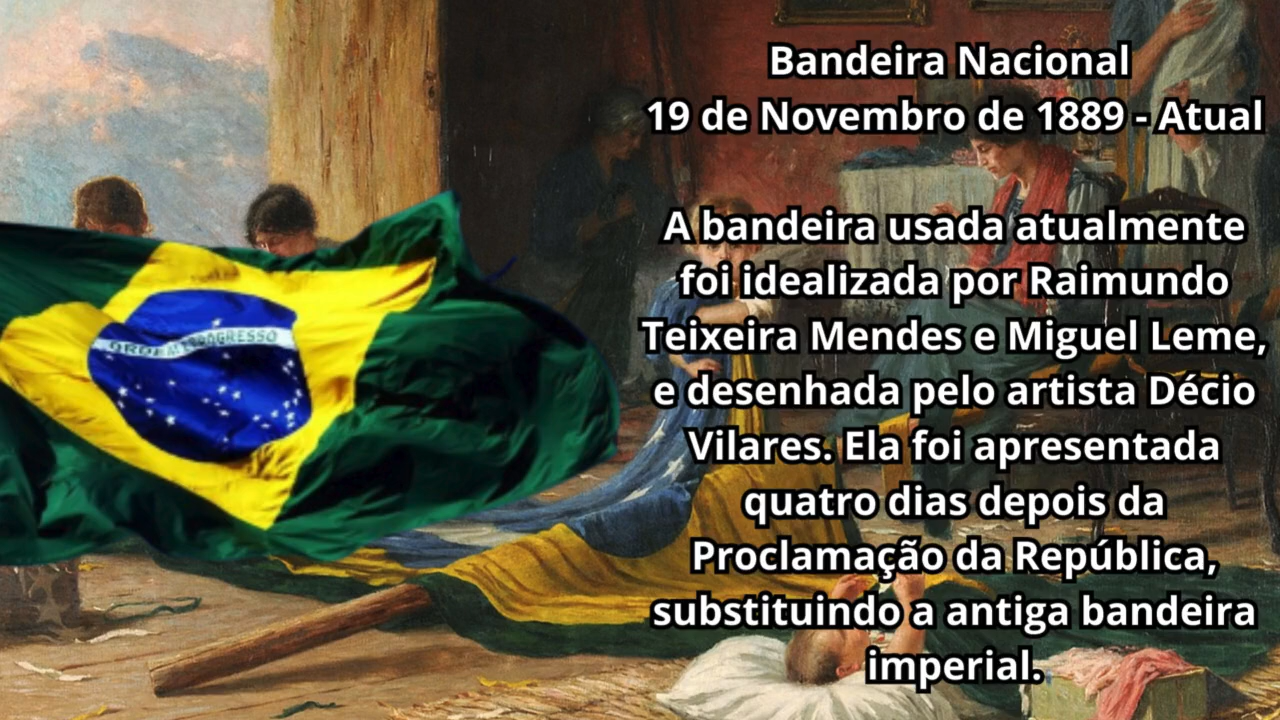 Bandeira Nacional
19 de Novembro de 1889 - Atual
A bandeira usada atualmente
foi idealizada por Raimundo
Teixeira Mendes e Miguel Leme,
e desenhada pelo artista Décio
Vilares. Ela foi apresentada
quatro dias depois da
Proclamação da República,
substituindo a antiga bandeira
imperial.
ORDEM E PROGRESSO